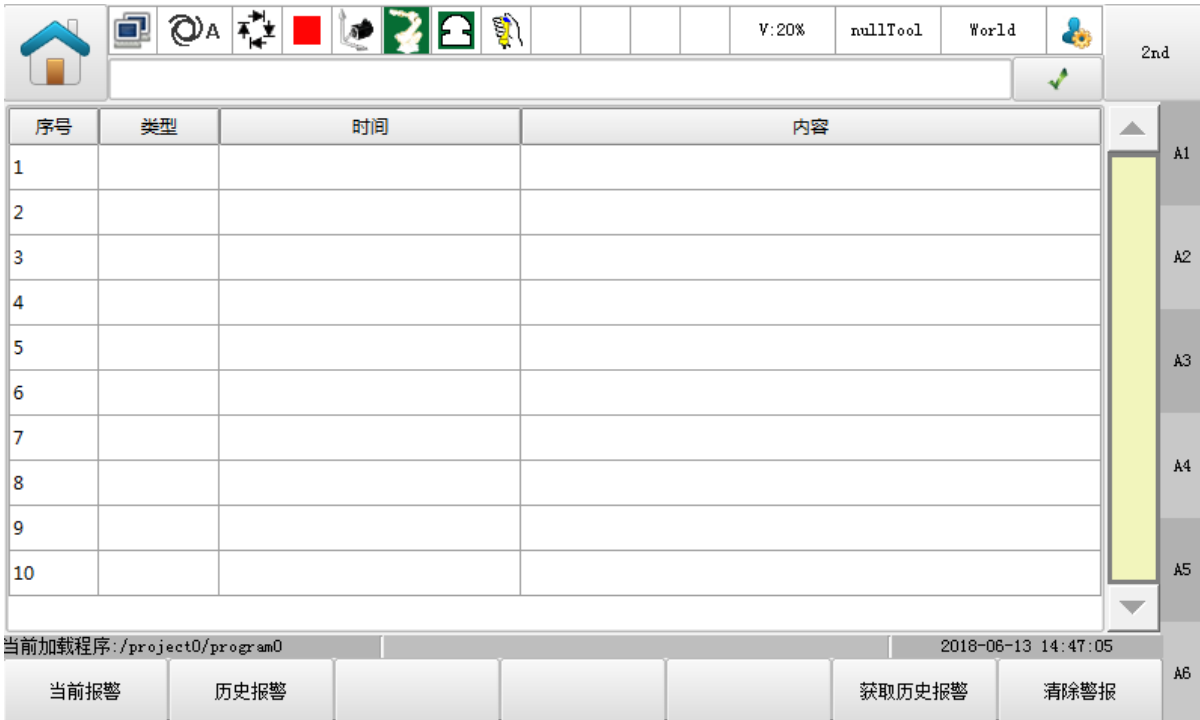 A V:20% nullTool World 2nd
序号 类型 时间 内容
1
2
3
4
5
6
7
8
9
10
A1
A2
A3
A4
A5
A6
当前加载程序:/project0/program0 2018-06-13 14:47:05
当前报警 历史报警 获取历史报警 清除警报